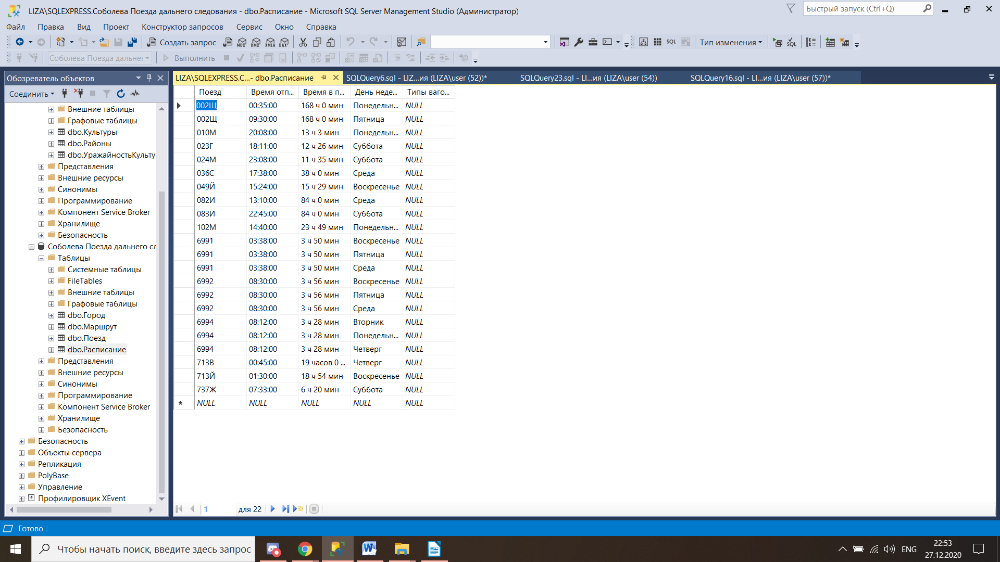 LIZA\SQLEXPRESS.Соболева Поезда дальнего следования - dbo.Расписание - Microsoft SQL Server Management Studio (Администратор)
Быстрый запуск (Ctrl+Q)
Файл Правка Вид Проект Конструктор запросов Сервис Окно Справка
Создать запрос MDX DMX XMLA DAX SQL Тип изменения SQL
Соболева Поезда дальнег Выполнить
Обозреватель объектов
Соединить
Внешние таблицы
Графовые таблицы
dbo.Культуры
dbo.Районы
dbo.УражайностьКульту
Представления
Внешние ресурсы
Синонимы
Программирование
Компонент Service Broker
Хранилище
Безопасность
Соболева Поезда дальнего сл
Таблицы
Системные таблицы
FileTables
Внешние таблицы
Графовые таблицы
dbo.Город
dbo.Маршрут
dbo.Поезд
dbo.Расписание
Представления
Внешние ресурсы
Синонимы
Программирование
Компонент Service Broker
Хранилище
Безопасность
Безопасность
Объекты сервера
Репликация
PolyBase
Управление
Профилировщик XEvent
LIZA\SQLEXPRESS.С...- dbo.Расписание SQLQuery6.sql - LIZ...ия (LIZA\user (52))* SQLQuery23.sql - LI...ия (LIZA\user (54)) SQLQuery16.sql - LI...ия (LIZA\user (57))*
Поезд Время отп... Время в п... День неде... Типы ваго...
002Щ 00:35:00 168 ч 0 мин Понедельн... NULL
002Щ 09:30:00 168 ч 0 мин Пятница NULL
010М 20:08:00 13 ч 3 мин Понедельн... NULL
023Г 18:11:00 12 ч 26 мин Суббота NULL
024М 23:08:00 11 ч 35 мин Суббота NULL
036С 17:38:00 38 ч 0 мин Среда NULL
049Й 15:24:00 15 ч 29 мин Воскресенье NULL
082И 13:10:00 84 ч 0 мин Среда NULL
083И 22:45:00 84 ч 0 мин Суббота NULL
102М 14:40:00 23 ч 49 мин Понедельн... NULL
6991 03:38:00 3 ч 50 мин Воскресенье NULL
6991 03:38:00 3 ч 50 мин Пятница NULL
6991 03:38:00 3 ч 50 мин Среда NULL
6992 08:30:00 3 ч 56 мин Воскресенье NULL
6992 08:30:00 3 ч 56 мин Пятница NULL
6992 08:30:00 3 ч 56 мин Среда NULL
6994 08:12:00 3 ч 28 мин Вторник NULL
6994 08:12:00 3 ч 28 мин Понедельн... NULL
6994 08:12:00 3 ч 28 мин Четверг NULL
713В 00:45:00 19 часов 0 ... Четверг NULL
713Й 01:30:00 18 ч 54 мин Воскресенье NULL
737Ж 07:33:00 6 ч 20 мин Суббота NULL
NULL NULL NULL NULL NULL
1 для 22
Готово
Чтобы начать поиск, введите здесь запрос
ENG
22:53
27.12.2020